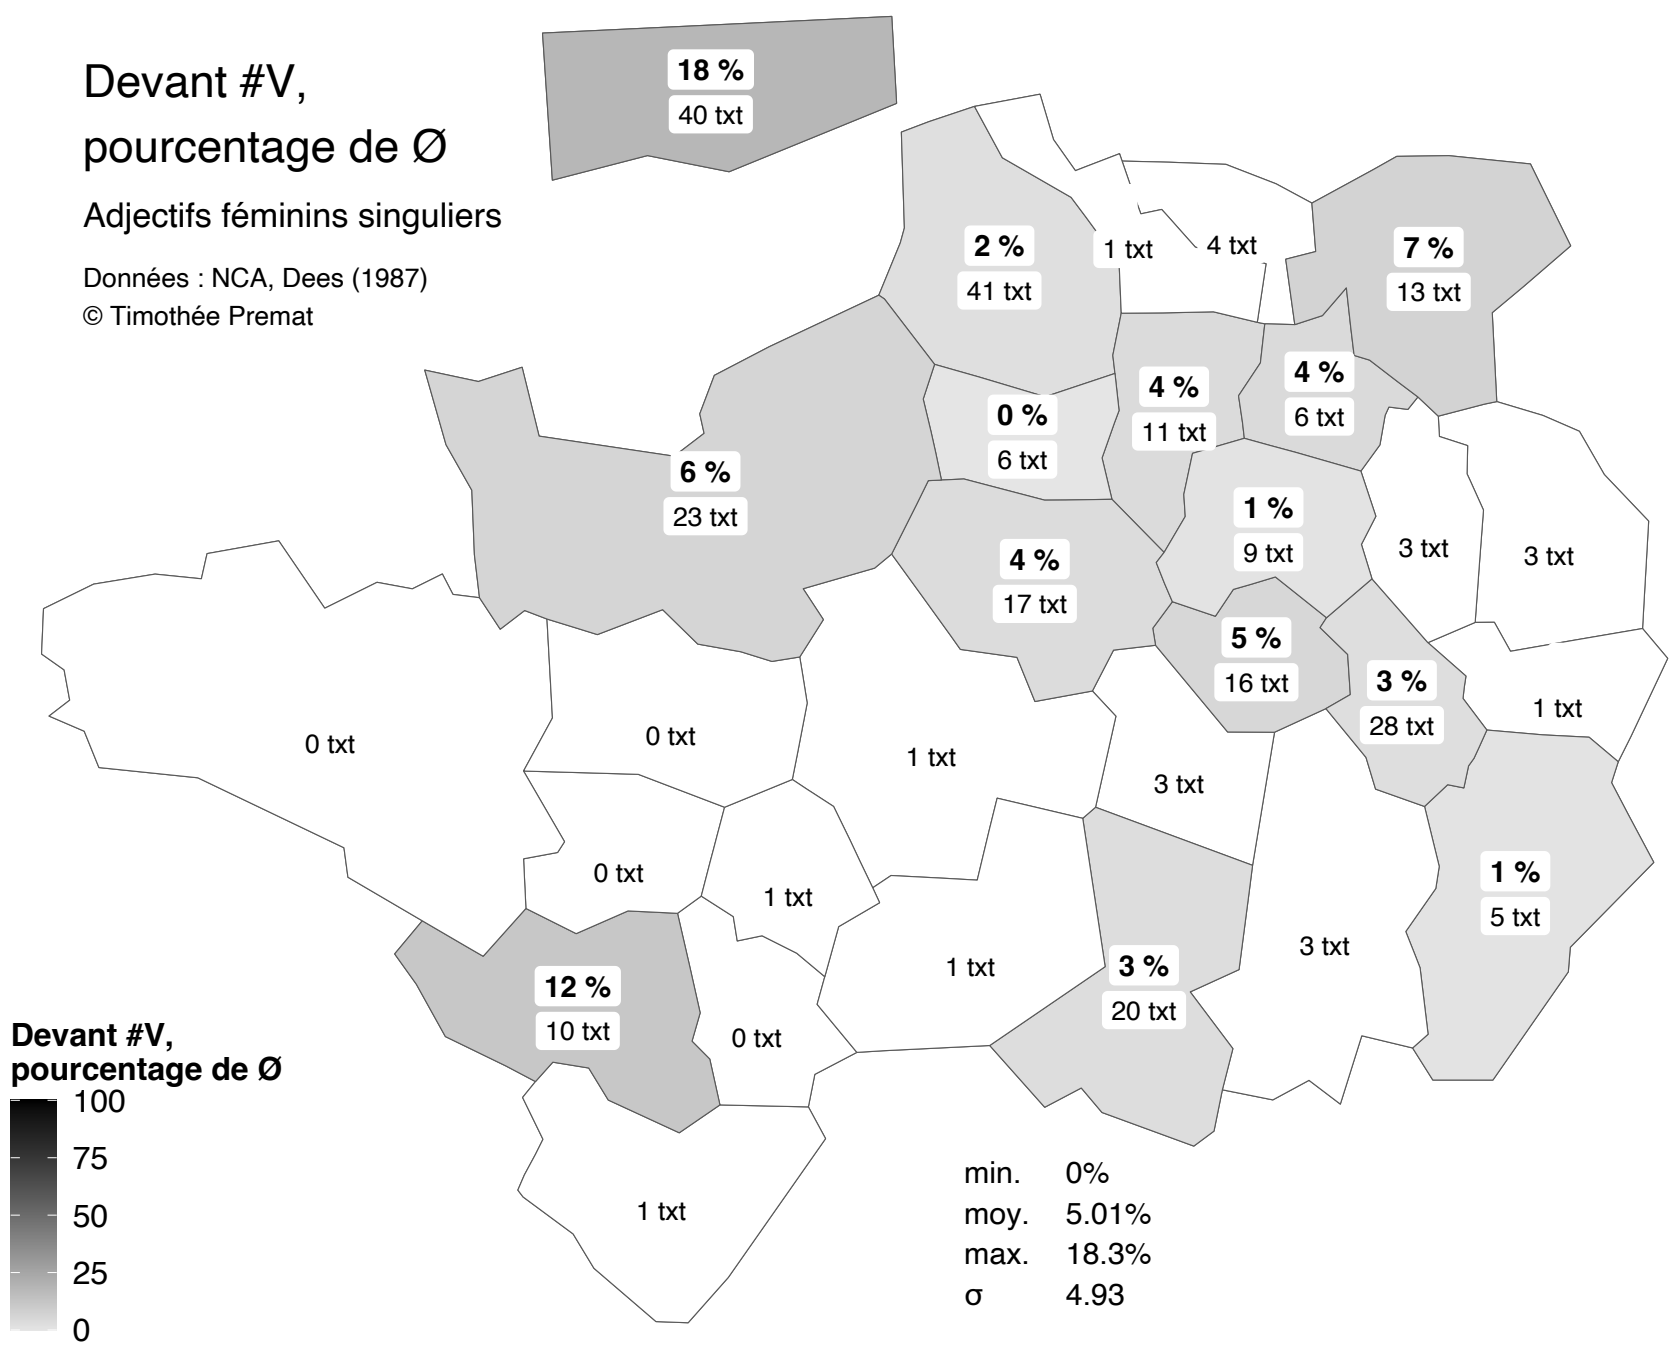 Devant #V,
pourcentage de Ø
Adjectifs féminins singuliers
Données : NCA, Dees (1987)
© Timothée Premat
18 %
40 txt
2 %
41 txt
1 txt
4 txt
7 %
13 txt
4 %
11 txt
4 %
6 txt
0 %
6 txt
6 %
23 txt
1 %
9 txt
3 txt
3 txt
4 %
17 txt
5 %
16 txt
3 %
28 txt
1 txt
0 txt
0 txt
1 txt
3 txt
0 txt
1 txt
1 %
5 txt
12 %
10 txt
0 txt
1 txt
3 %
20 txt
3 txt
1 txt
Devant #V,
pourcentage de Ø
100
75
50
25
0
min. 0%
moy. 5.01%
max. 18.3%
σ 4.93